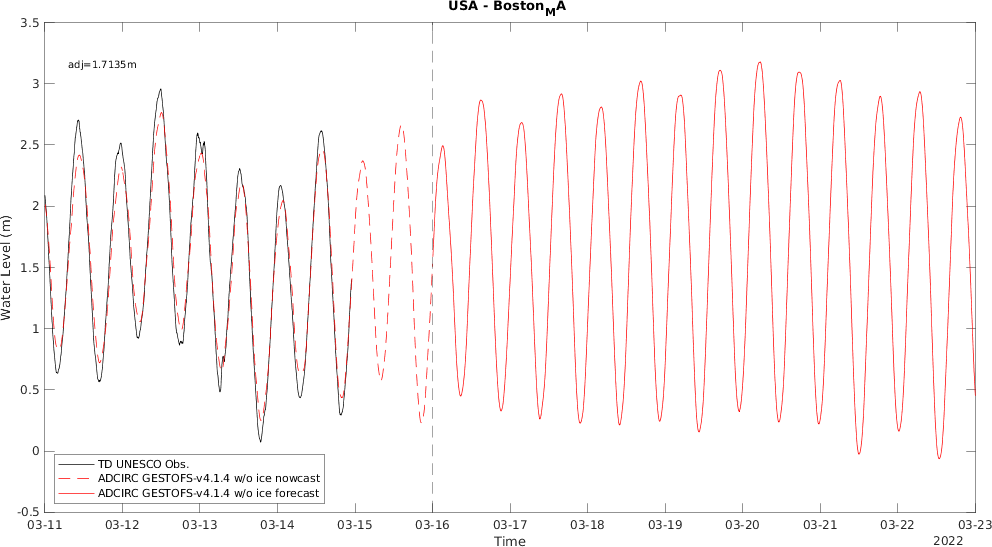 USA - Boston_MA
3.5
adj=1.7135m
3
2.5
2
1.5
1
0.5
0
-0.5
Water Level (m)
TD UNESCO Obs.
ADCIRC GESTOFS-v4.1.4 w/o ice nowcast
ADCIRC GESTOFS-v4.1.4 w/o ice forecast
03-11 03-12 03-13 03-14 03-15 03-16 03-17 03-18 03-19 03-20 03-21 03-22 03-23
Time
2022